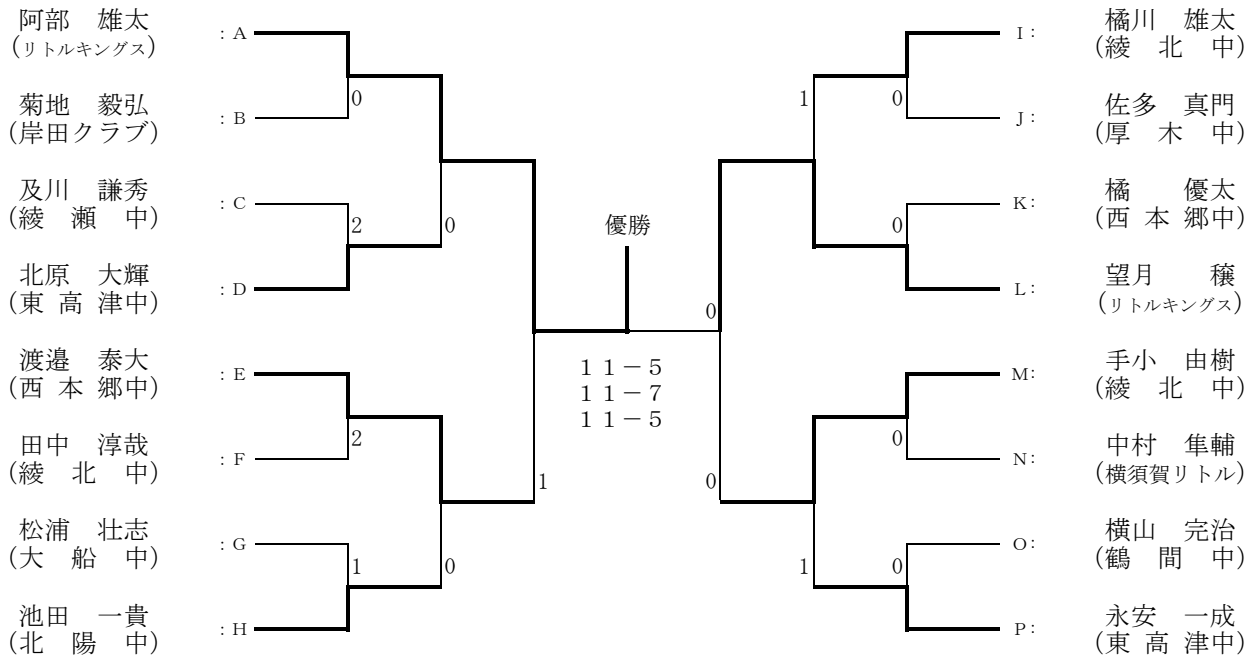 阿部　雄太
(リトルキングス)
: A
菊地　毅弘
(岸田クラブ)
: B
0
及川　謙秀
(綾　瀬　中)
: C
北原　大輝
(東 高 津中)
: D
2
0
渡邉　泰大
(西 本 郷中)
: E
田中　淳哉
(綾　北　中)
: F
2
松浦　壮志
(大　船　中)
: G
池田　一貴
(北　陽　中)
: H
1
0
1
優勝
１１－５
１１－７
１１－５
0
0
1
0
I :
橘川　雄太
(綾　北　中)
J :
佐多　真門
(厚　木　中)
0
K:
橘　　優太
(西 本 郷中)
L:
望月　　穣
(リトルキングス)
M:
手小　由樹
(綾　北　中)
0
N:
中村　隼輔
(横須賀リトル)
1
0
O:
横山　完治
(鶴　間　中)
P:
永安　一成
(東 高 津中)